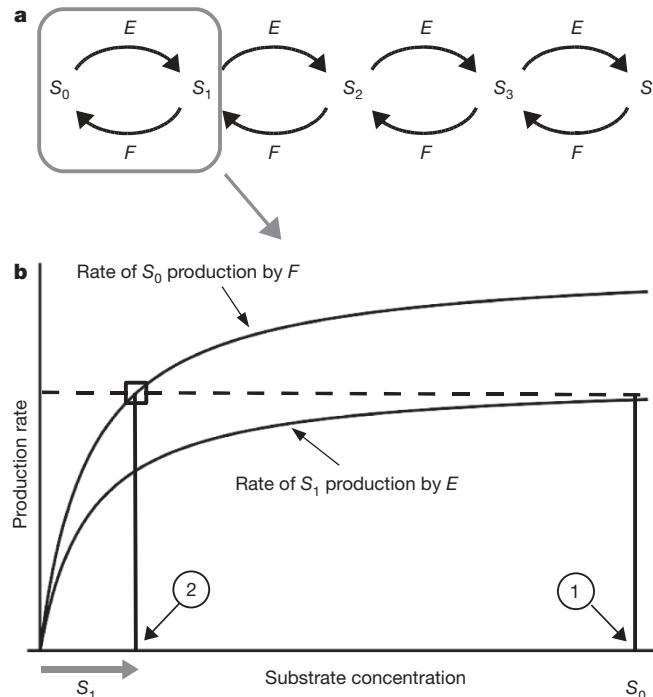 a
E E E E
S₀ S₁ S₂ S₃ S
F F F F
b
Rate of S₀ production by F
Production rate
Rate of S₁ production by E
2
1
S₁
Substrate concentration
S₀